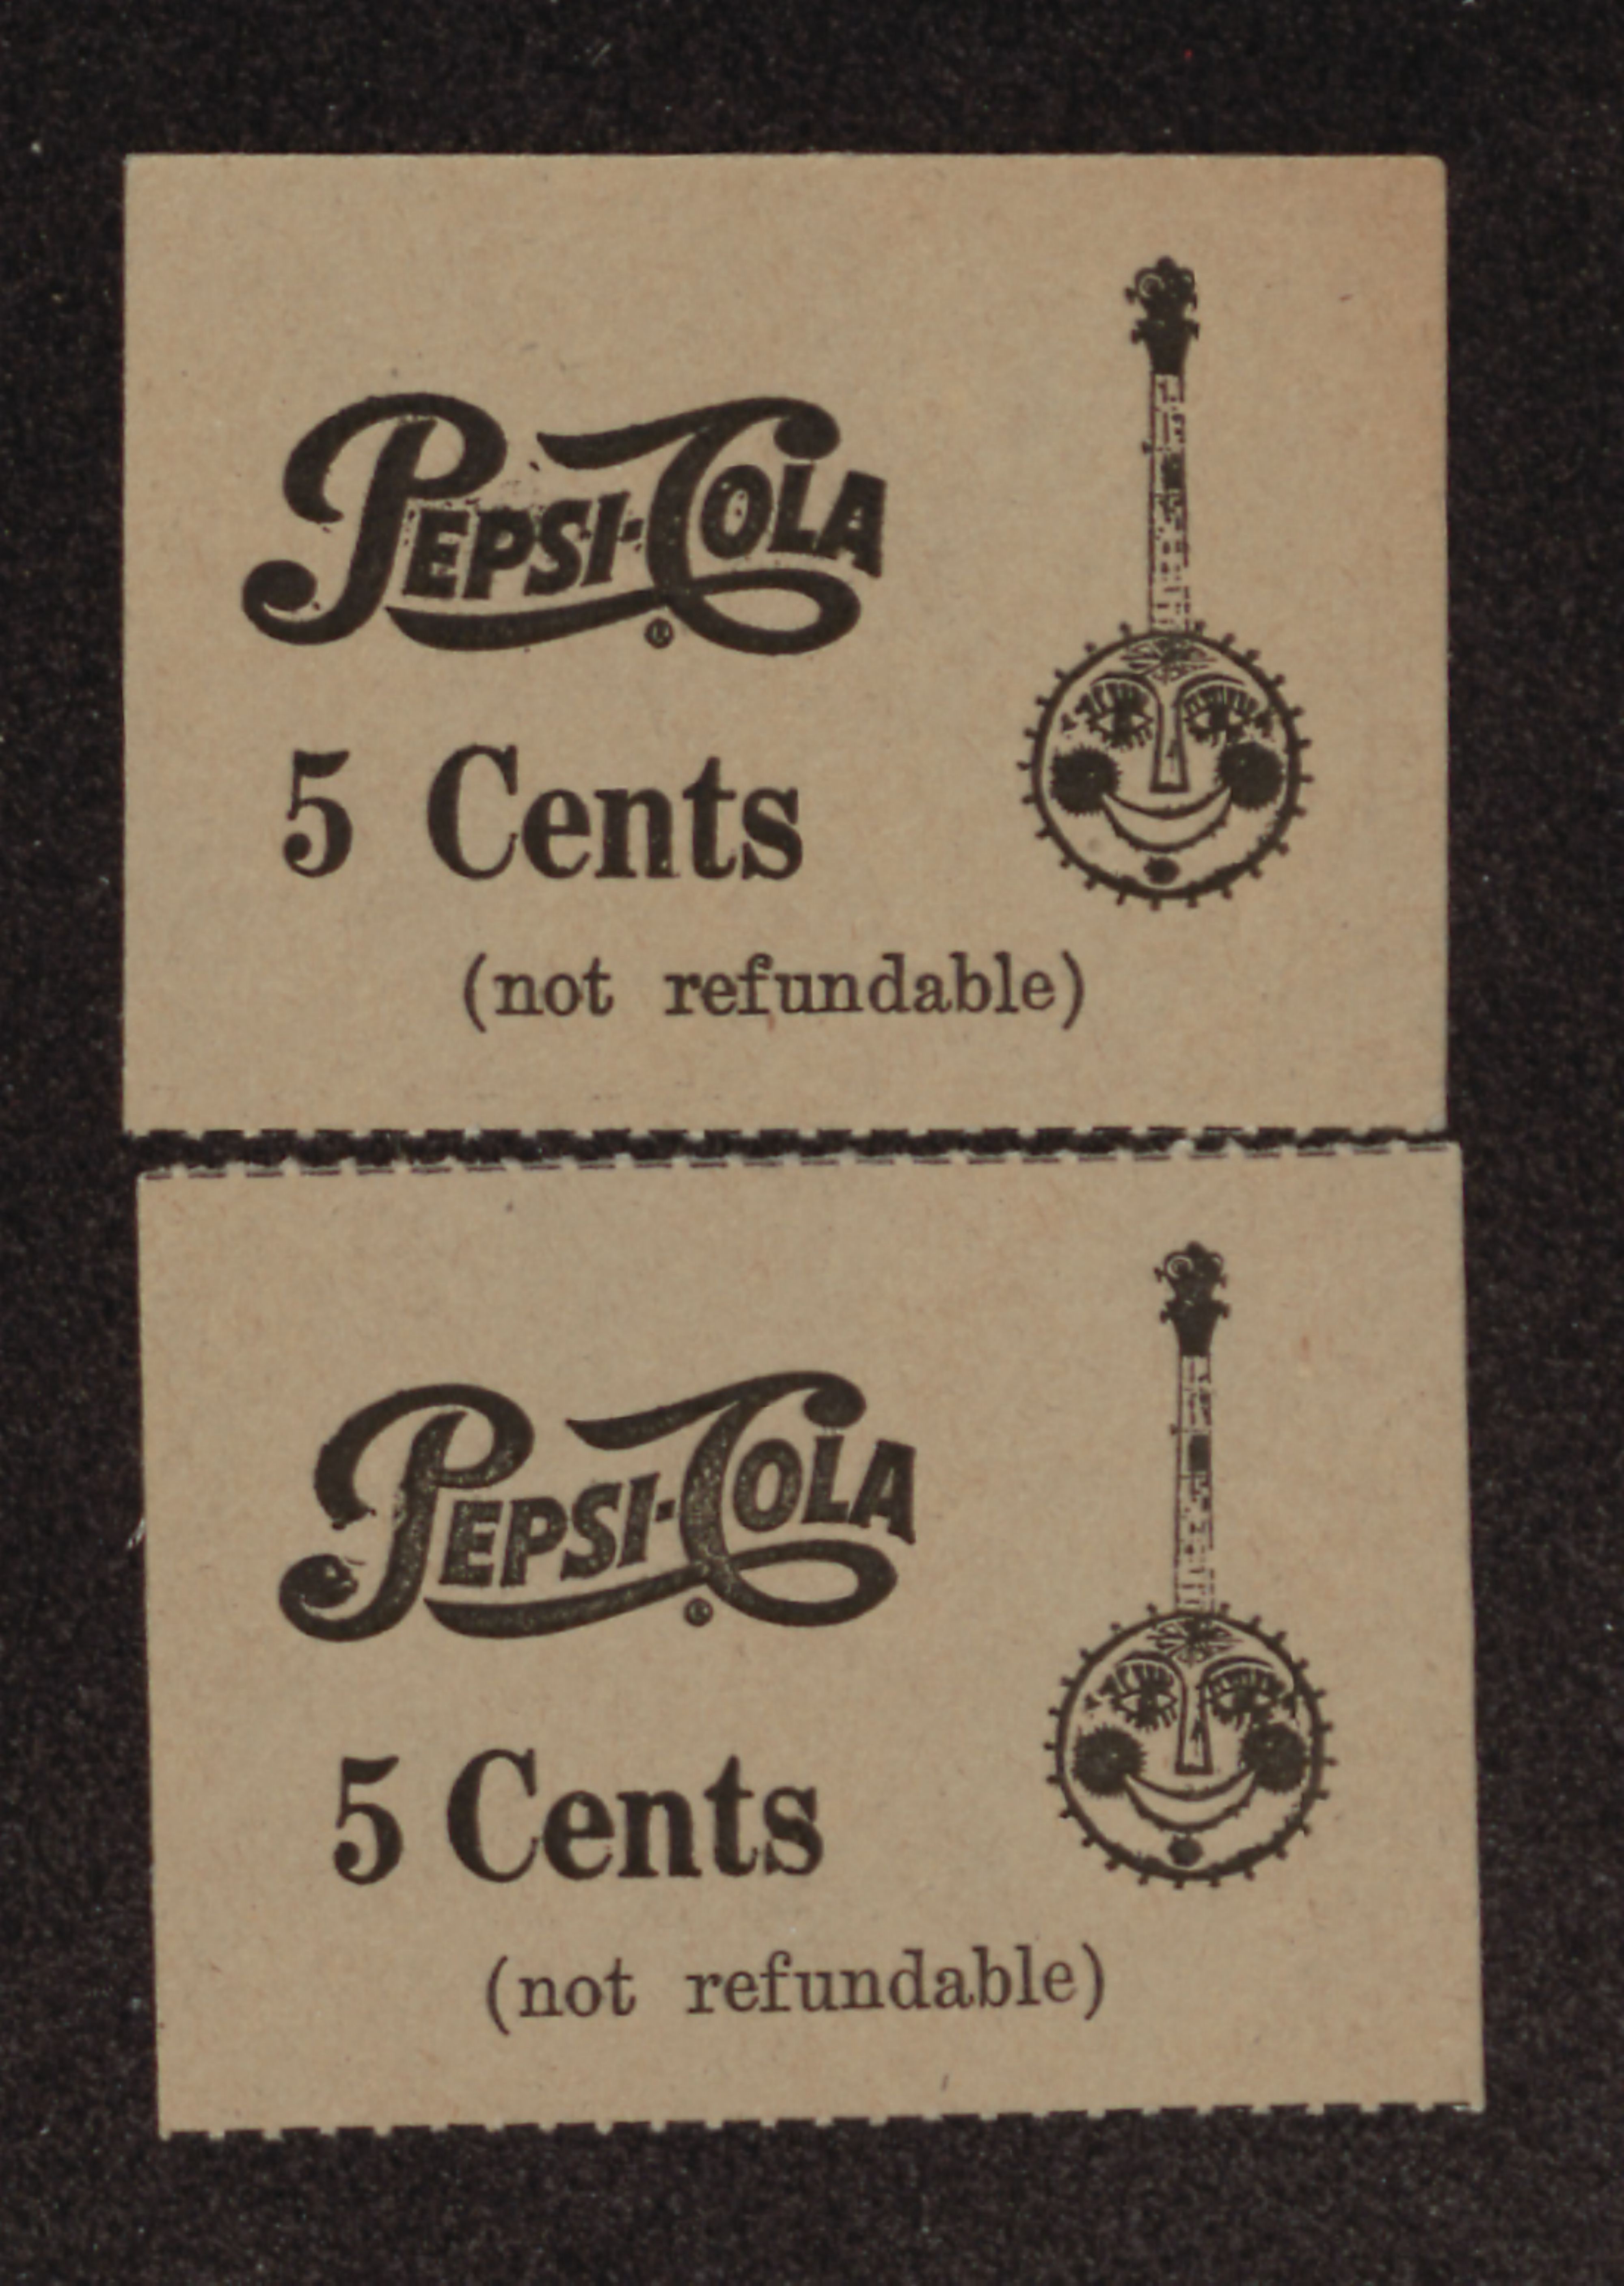 PEPSI-COLA
®
5 Cents
(not refundable)
PEPSI-COLA
®
5 Cents
(not refundable)